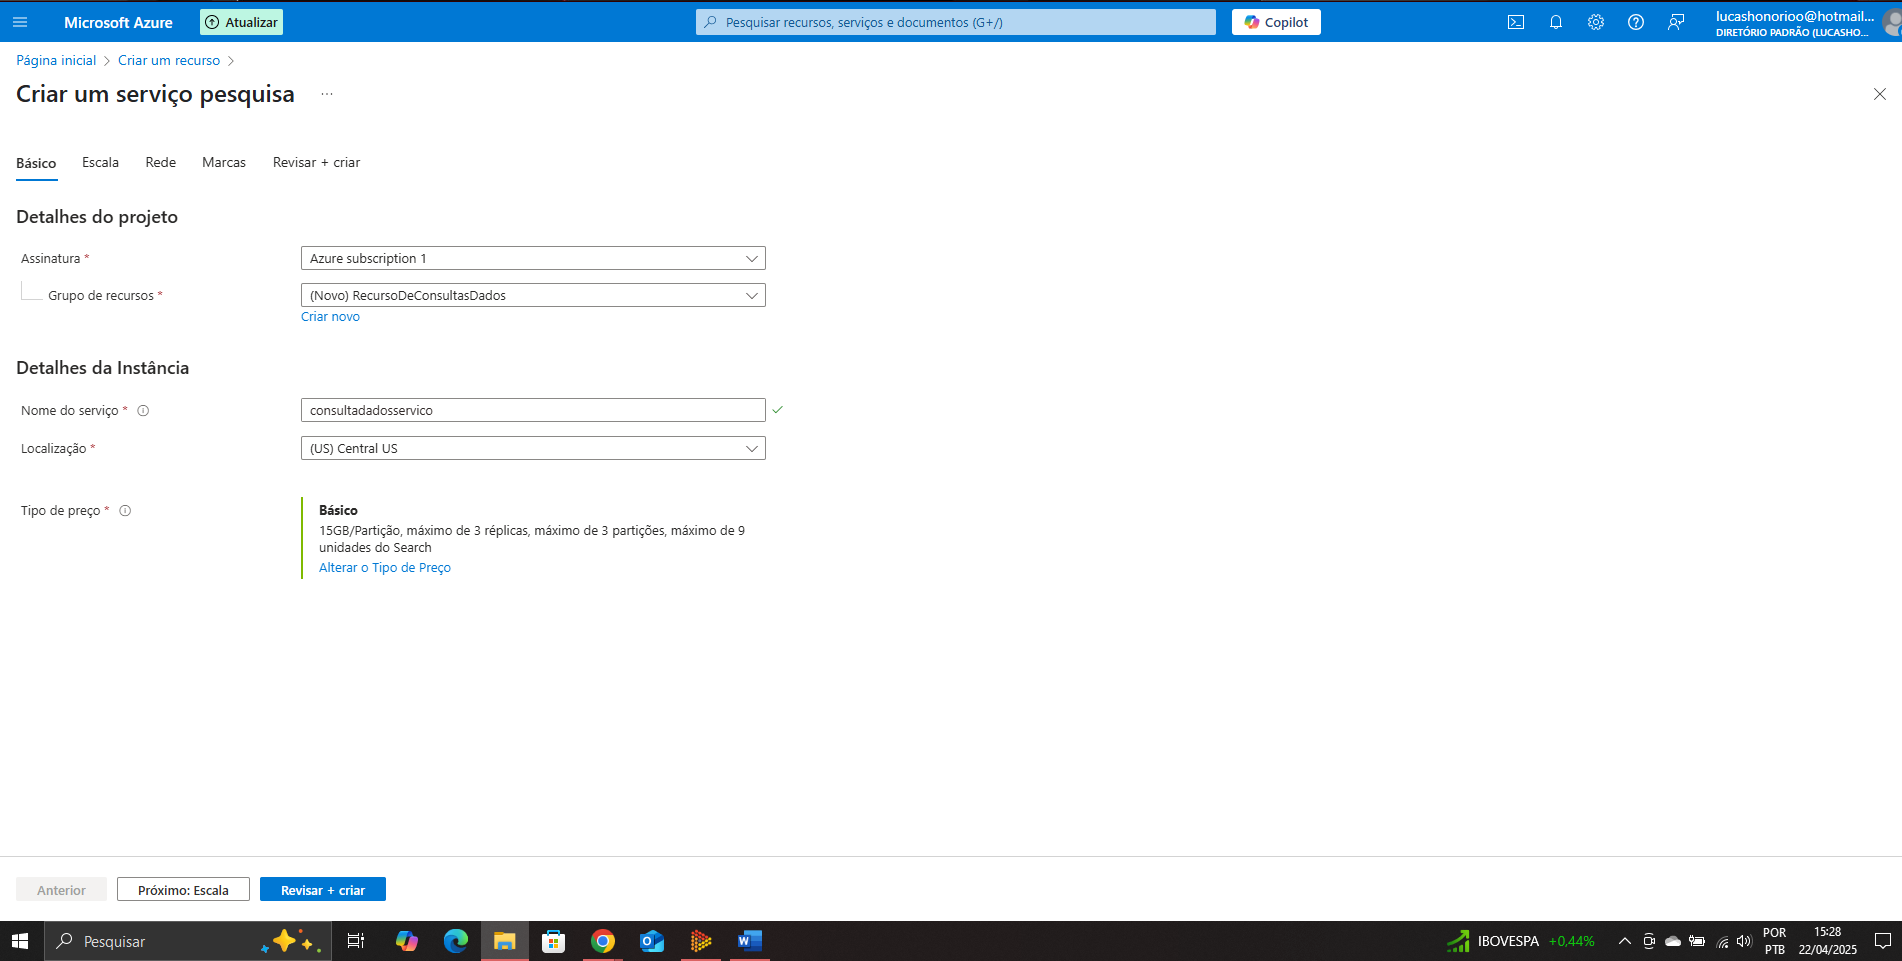 Microsoft Azure
Atualizar
Pesquisar recursos, serviços e documentos (G+/)
Copilot
lucashonorioo@hotmail...
DIRETÓRIO PADRÃO (LUCASHO...
Página inicial > Criar um recurso >
Criar um serviço pesquisa ...
Básico
Escala
Rede
Marcas
Revisar + criar
Detalhes do projeto
Assinatura *
Azure subscription 1
Grupo de recursos *
(Novo) RecursoDeConsultasDados
Criar novo
Detalhes da Instância
Nome do serviço *
consultadadosservico
Localização *
(US) Central US
Tipo de preço *
Básico
15GB/Partição, máximo de 3 réplicas, máximo de 3 partições, máximo de 9
unidades do Search
Alterar o Tipo de Preço
Anterior
Próximo: Escala
Revisar + criar
Pesquisar
IBOVESPA +0,44%
POR
PTB
15:28
22/04/2025